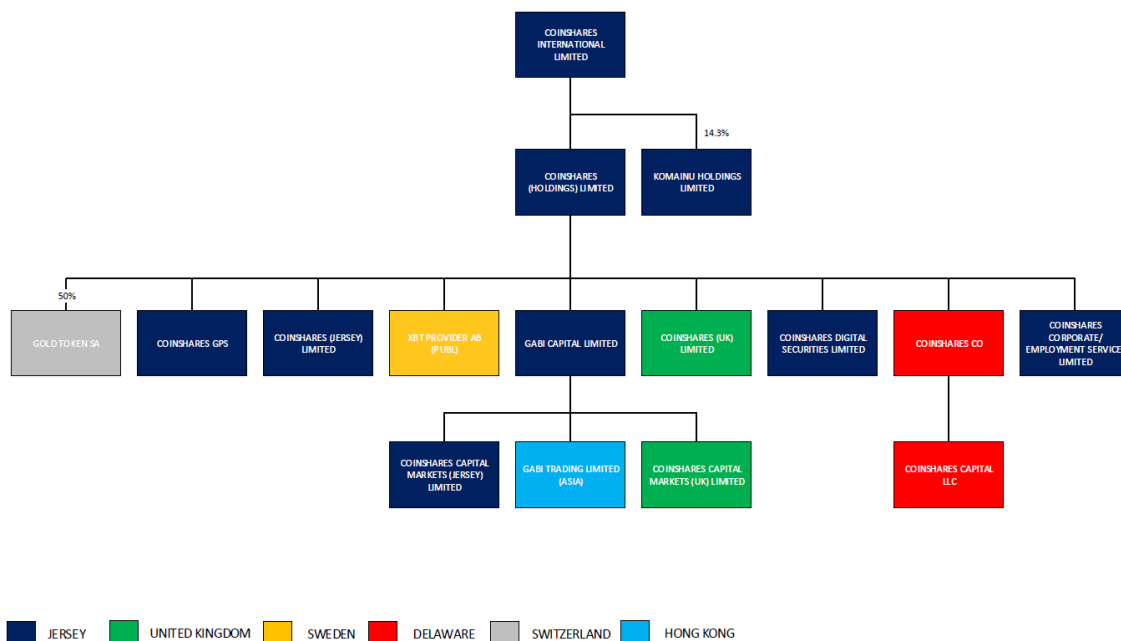 COINSHARES
INTERNATIONAL
LIMITED
14.3%
COINSHARES
(HOLDINGS) LIMITED
KOMAINU HOLDINGS
LIMITED
50%
GOLD TOKEN SA
COINSHARES GPS
COINSHARES (JERSEY)
LIMITED
XBT PROVIDER AB
(PUBL)
GABI CAPITAL LIMITED
COINSHARES (UK)
LIMITED
COINSHARES DIGITAL
SECURITIES LIMITED
COINSHARES CO
COINSHARES
CORPORATE/
EMPLOYMENT SERVICE
LIMITED
COINSHARES CAPITAL
MARKETS (JERSEY)
LIMITED
GABI TRADING LIMITED
(ASIA)
COINSHARES CAPITAL
MARKETS (UK) LIMITED
COINSHARES CAPITAL
LLC
JERSEY
UNITED KINGDOM
SWEDEN
DELAWARE
SWITZERLAND
HONG KONG